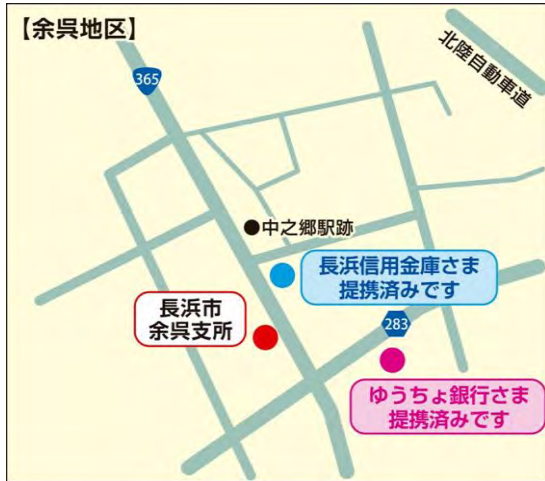 【余呉地区】
365
北陸自動車道
中之郷駅跡
長浜信用金庫さま
提携済みです
長浜市
余呉支所
283
ゆうちょ銀行さま
提携済みです